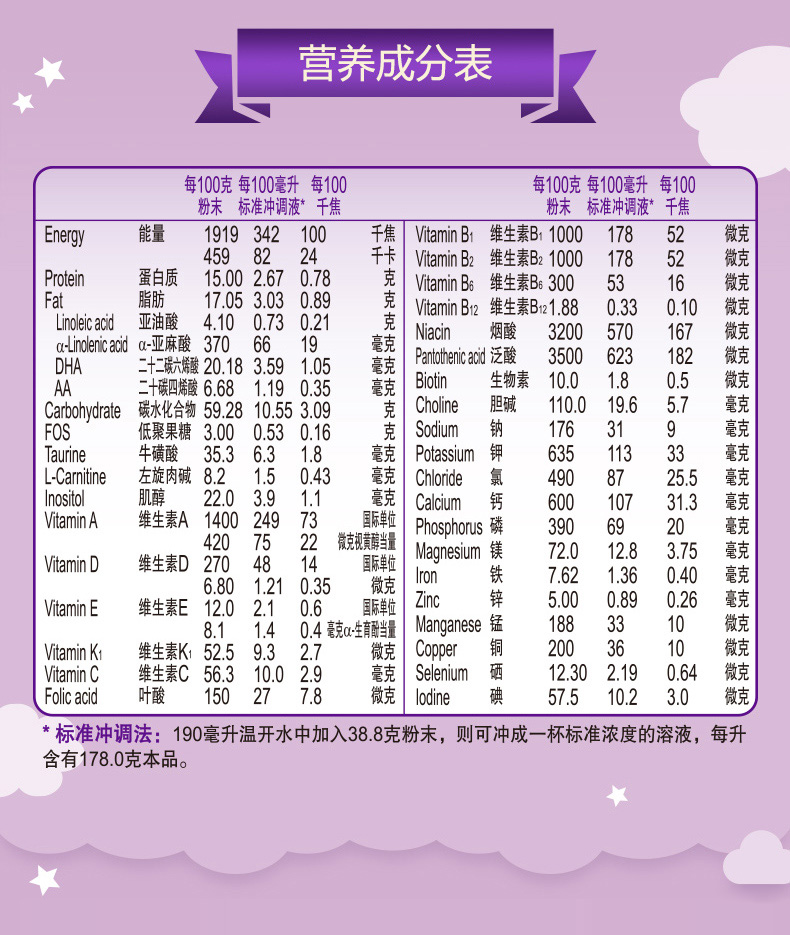 营养成分表
每100克 每100毫升 每100
粉末 标准冲调液* 千焦
Energy 能量 1919 342 100 千焦
459 82 24 千卡
Protein 蛋白质 15.00 2.67 0.78 克
Fat 脂肪 17.05 3.03 0.89 克
Linoleic acid 亚油酸 4.10 0.73 0.21 克
α-Linolenic acid α-亚麻酸 370 66 19 毫克
DHA 二十二碳六烯酸 20.18 3.59 1.05 毫克
AA 二十碳四烯酸 6.68 1.19 0.35 毫克
Carbohydrate 碳水化合物 59.28 10.55 3.09 克
FOS 低聚果糖 3.00 0.53 0.16 克
Taurine 牛磺酸 35.3 6.3 1.8 毫克
L-Carnitine 左旋肉碱 8.2 1.5 0.43 毫克
Inositol 肌醇 22.0 3.9 1.1 毫克
Vitamin A 维生素A 1400 249 73 国际单位
420 75 22 微克视黄醇当量
Vitamin D 维生素D 270 48 14 国际单位
6.80 1.21 0.35 微克
Vitamin E 维生素E 12.0 2.1 0.6 国际单位
8.1 1.4 0.4 毫克α-生育酚当量
Vitamin K1 维生素K1 52.5 9.3 2.7 微克
Vitamin C 维生素C 56.3 10.0 2.9 毫克
Folic acid 叶酸 150 27 7.8 微克
每100克 每100毫升 每100
粉末 标准冲调液* 千焦
Vitamin B1 维生素B1 1000 178 52 微克
Vitamin B2 维生素B2 1000 178 52 微克
Vitamin B6 维生素B6 300 53 16 微克
Vitamin B12 维生素B12 1.88 0.33 0.10 微克
Niacin 烟酸 3200 570 167 微克
Pantothenic acid 泛酸 3500 623 182 微克
Biotin 生物素 10.0 1.8 0.5 微克
Choline 胆碱 110.0 19.6 5.7 毫克
Sodium 钠 176 31 9 毫克
Potassium 钾 635 113 33 毫克
Chloride 氯 490 87 25.5 毫克
Calcium 钙 600 107 31.3 毫克
Phosphorus 磷 390 69 20 毫克
Magnesium 镁 72.0 12.8 3.75 毫克
Iron 铁 7.62 1.36 0.40 毫克
Zinc 锌 5.00 0.89 0.26 毫克
Manganese 锰 188 33 10 微克
Copper 铜 200 36 10 微克
Selenium 硒 12.30 2.19 0.64 微克
Iodine 碘 57.5 10.2 3.0 微克
* 标准冲调法：190毫升温开水中加入38.8克粉末，则可冲成一杯标准浓度的溶液，每升
含有178.0克本品。